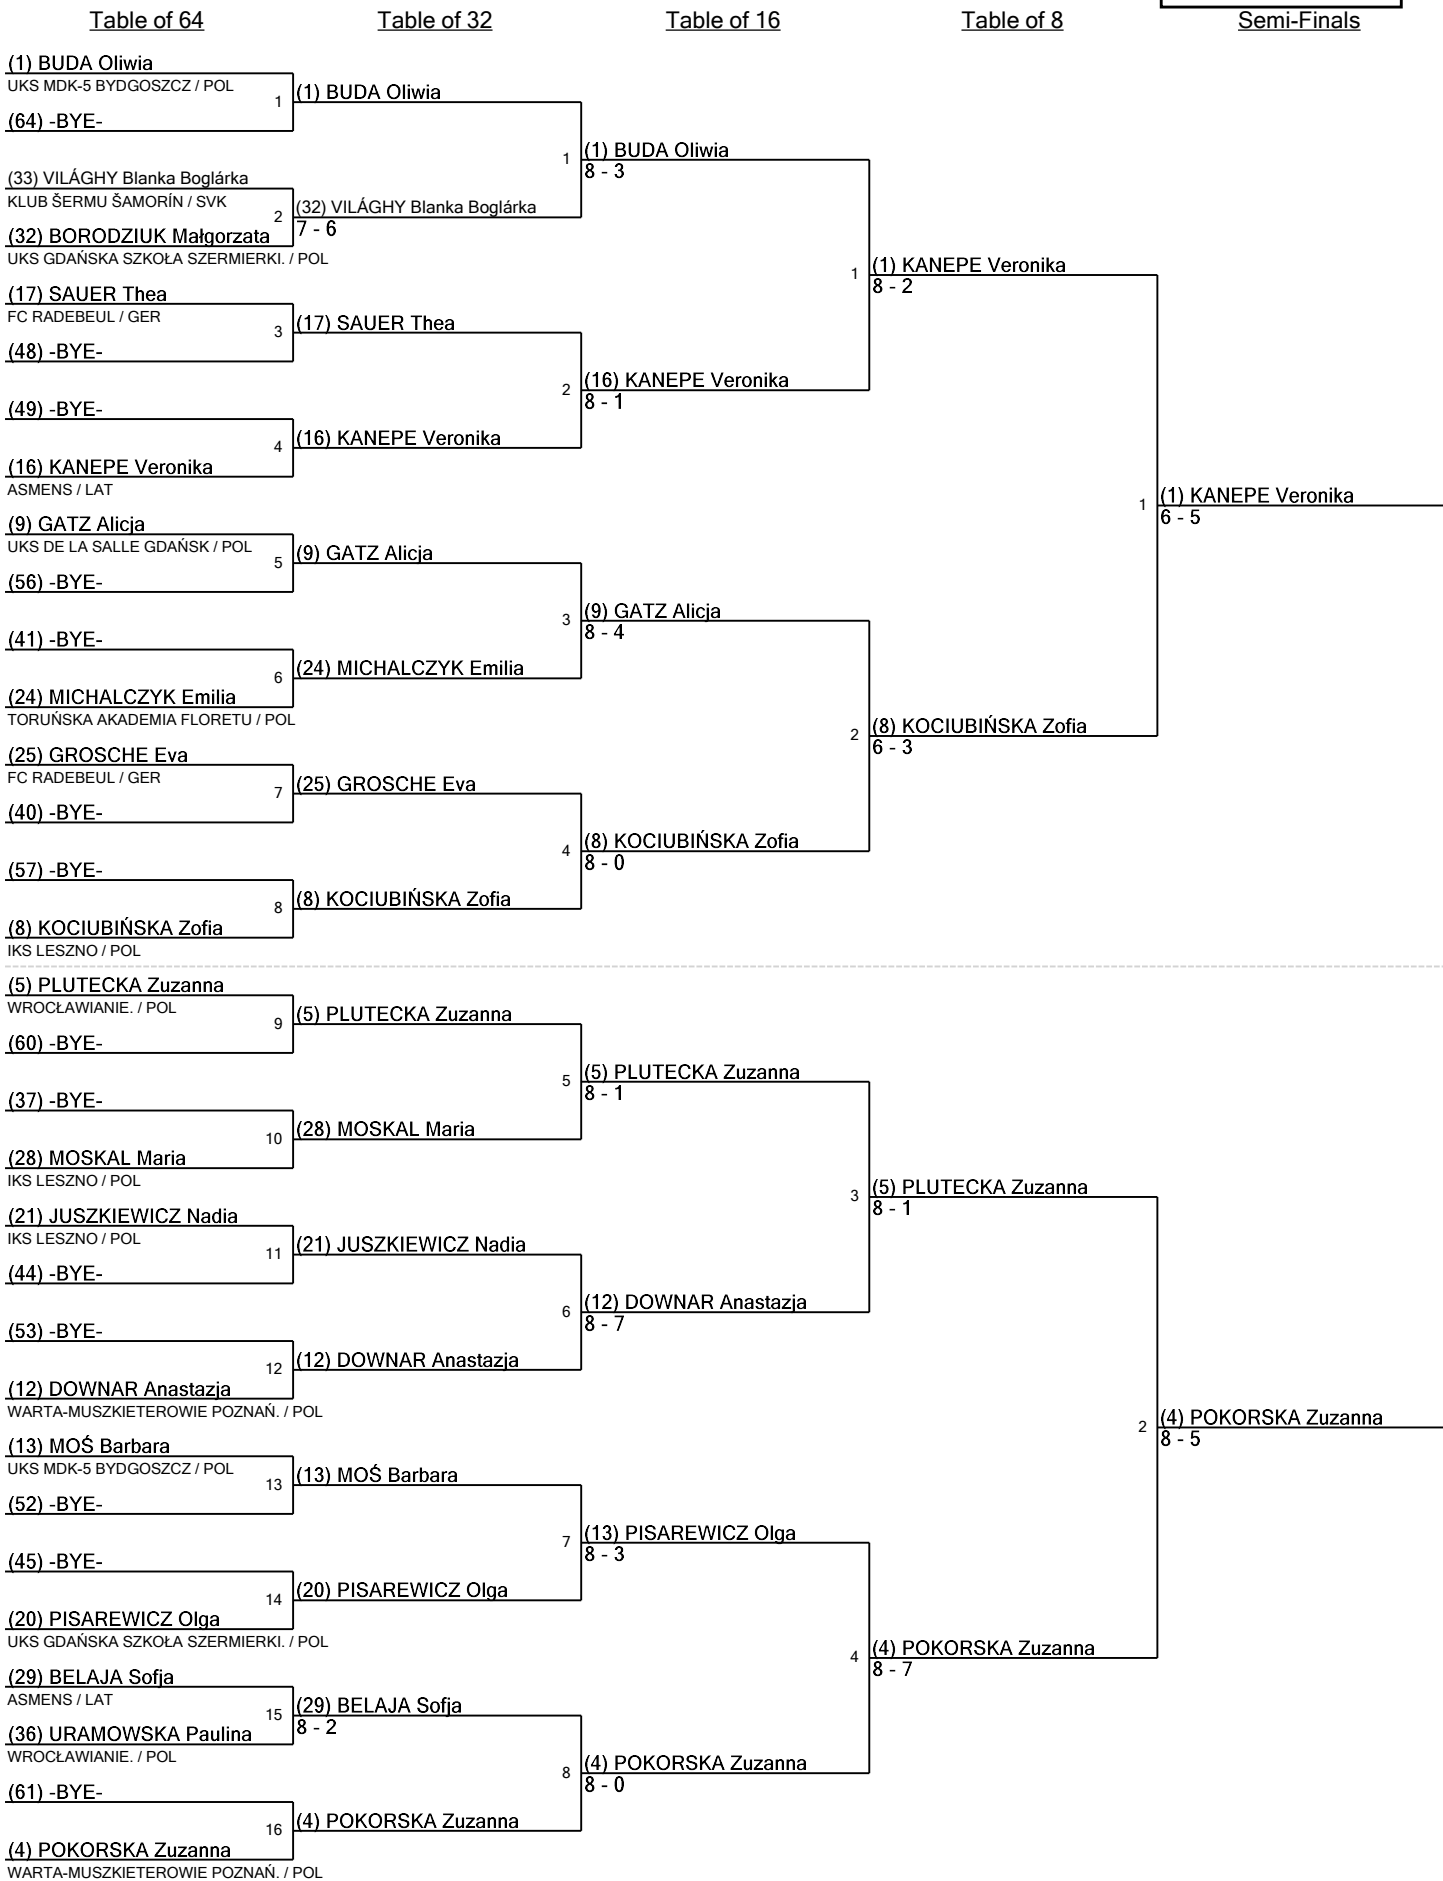 Table of 64
Table of 32
Table of 16
Table of 8
Semi-Finals
(1) BUDA Oliwia
UKS MDK-5 BYDGOSZCZ / POL
1
(64) -BYE-
(33) VILÁGHY Blanka Boglárka
KLUB ŠERMU ŠAMORÍN / SVK
2
(32) BORODZIUK Małgorzata
UKS GDAŃSKA SZKOŁA SZERMIERKI. / POL
(17) SAUER Thea
FC RADEBEUL / GER
3
(48) -BYE-
(49) -BYE-
4
(16) KANEPE Veronika
ASMENS / LAT
(9) GATZ Alicja
UKS DE LA SALLE GDAŃSK / POL
5
(56) -BYE-
(41) -BYE-
6
(24) MICHALCZYK Emilia
TORUŃSKA AKADEMIA FLORETU / POL
(25) GROSCHE Eva
FC RADEBEUL / GER
7
(40) -BYE-
(57) -BYE-
8
(8) KOCIUBIŃSKA Zofia
IKS LESZNO / POL
(5) PLUTECKA Zuzanna
WROCŁAWIANIE. / POL
9
(60) -BYE-
(37) -BYE-
10
(28) MOSKAL Maria
IKS LESZNO / POL
(21) JUSZKIEWICZ Nadia
IKS LESZNO / POL
11
(44) -BYE-
(53) -BYE-
12
(12) DOWNAR Anastazja
WARTA-MUSZKIETEROWIE POZNAŃ. / POL
(13) MOŚ Barbara
UKS MDK-5 BYDGOSZCZ / POL
13
(52) -BYE-
(45) -BYE-
14
(20) PISAREWICZ Olga
UKS GDAŃSKA SZKOŁA SZERMIERKI. / POL
(29) BELAJA Sofja
ASMENS / LAT
15
(36) URAMOWSKA Paulina
WROCŁAWIANIE. / POL
(61) -BYE-
16
(4) POKORSKA Zuzanna
WARTA-MUSZKIETEROWIE POZNAŃ. / POL
(1) BUDA Oliwia
1
(32) VILÁGHY Blanka Boglárka
7 - 6
(17) SAUER Thea
2
(16) KANEPE Veronika
(9) GATZ Alicja
3
(24) MICHALCZYK Emilia
(25) GROSCHE Eva
4
(8) KOCIUBIŃSKA Zofia
(5) PLUTECKA Zuzanna
5
(28) MOSKAL Maria
(21) JUSZKIEWICZ Nadia
6
(12) DOWNAR Anastazja
(13) MOŚ Barbara
7
(20) PISAREWICZ Olga
(29) BELAJA Sofja
8 - 2
8
(4) POKORSKA Zuzanna
(1) BUDA Oliwia
8 - 3
1
(16) KANEPE Veronika
8 - 1
(9) GATZ Alicja
8 - 4
2
(8) KOCIUBIŃSKA Zofia
8 - 0
(5) PLUTECKA Zuzanna
8 - 1
3
(12) DOWNAR Anastazja
8 - 7
(13) PISAREWICZ Olga
8 - 3
4
(4) POKORSKA Zuzanna
8 - 0
(1) KANEPE Veronika
8 - 2
1
(8) KOCIUBIŃSKA Zofia
6 - 3
(5) PLUTECKA Zuzanna
8 - 1
2
(4) POKORSKA Zuzanna
8 - 7
(1) KANEPE Veronika
6 - 5
(4) POKORSKA Zuzanna
8 - 5